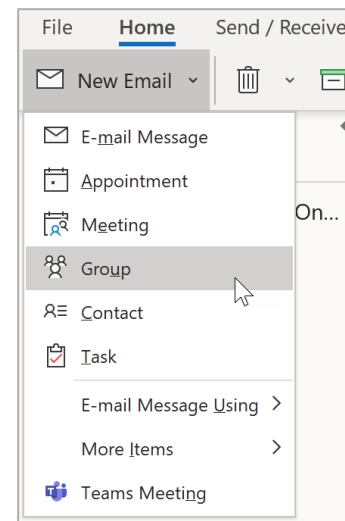 File Home Send / Receive
New Email
On...
E-mail Message
Appointment
Meeting
Group
Contact
Task
E-mail Message Using
More Items
Teams Meeting